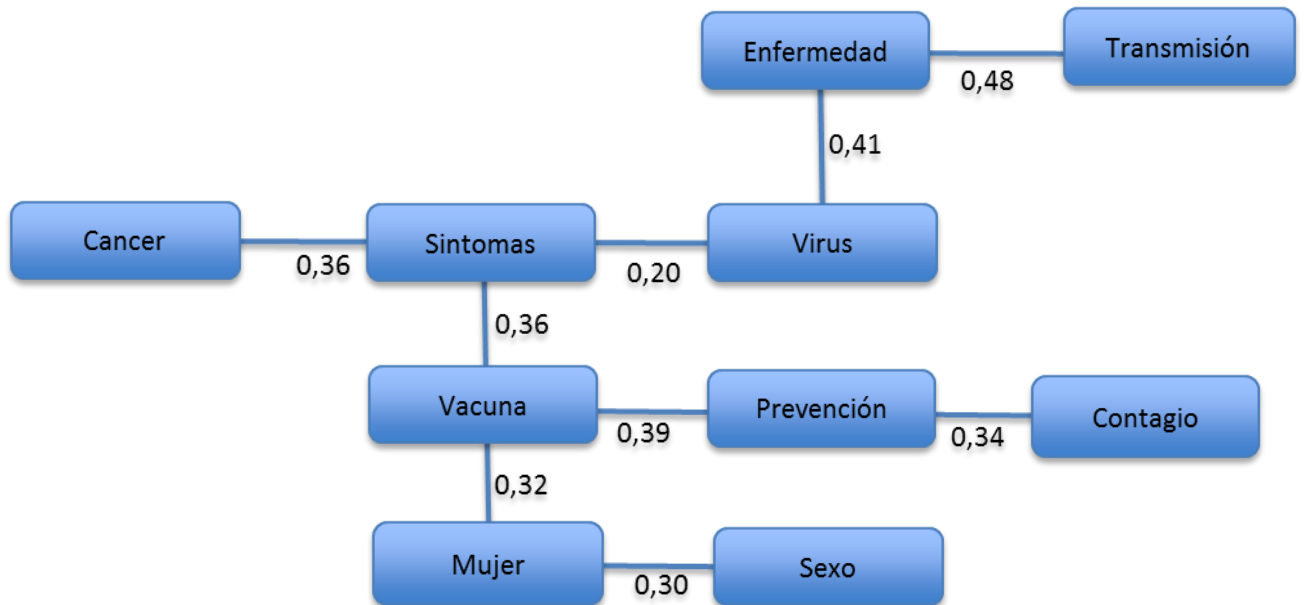 Enfermedad
Transmisión
0,48
0,41
Cancer
Sintomas
Virus
0,36
0,20
0,36
Vacuna
Prevención
Contagio
0,39
0,34
0,32
Mujer
Sexo
0,30